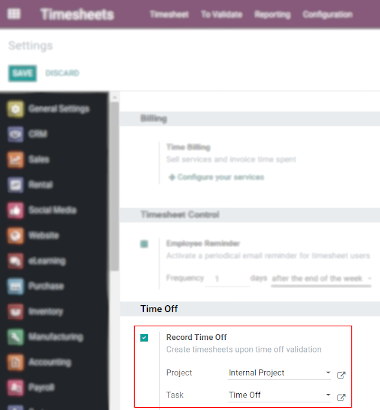 Timesheets
Timesheet To Validate Reporting Configuration
Settings
SAVE DISCARD
General Settings
CRM
Sales
Rental
Social Media
Website
eLearning
Purchase
Inventory
Manufacturing
Accounting
Payroll
Billing
Time Billing
Sell services and invoice time spent
Configure your services
Timesheet Control
Employee Reminder
Activate a periodical email reminder for timesheet users
Frequency 1 days after the end of the week
Time Off
Record Time Off
Create timesheets upon time off validation
Project Internal Project
Task Time Off